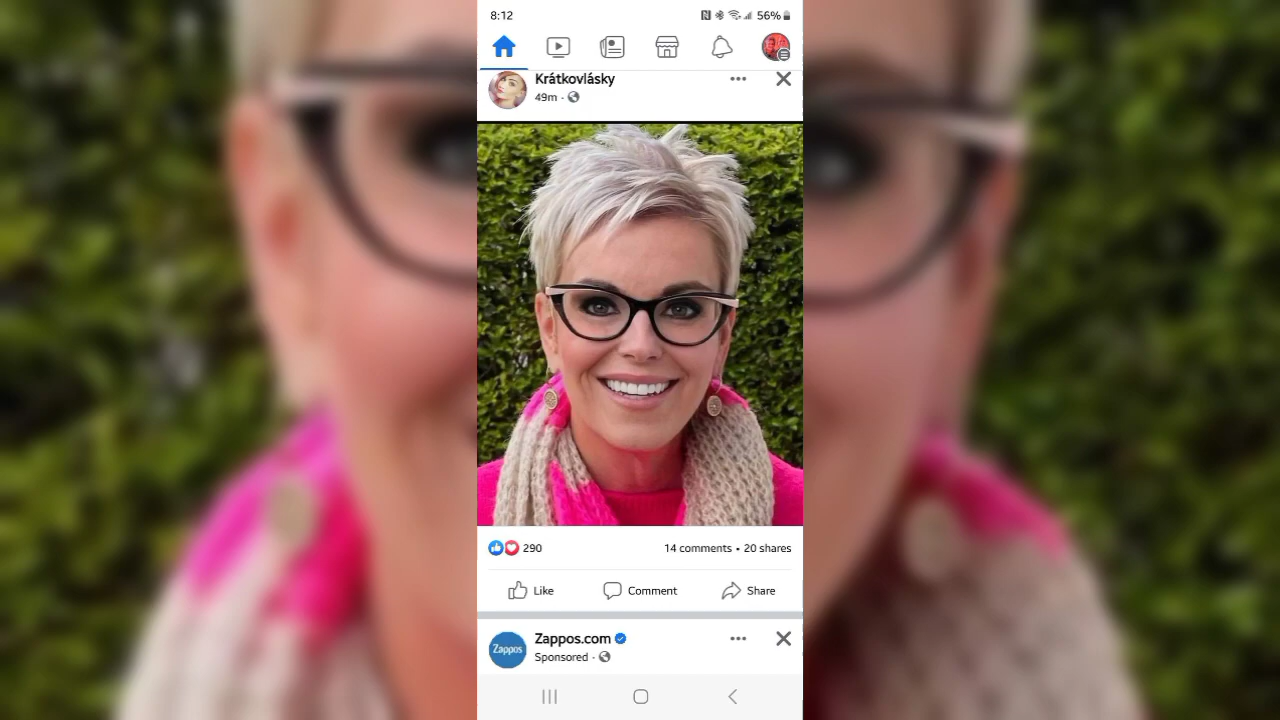 8:12
56%
Krátkovlásky
49m ·
290
14 comments • 20 shares
Like
Comment
Share
Zappos
Zappos.com
Sponsored ·